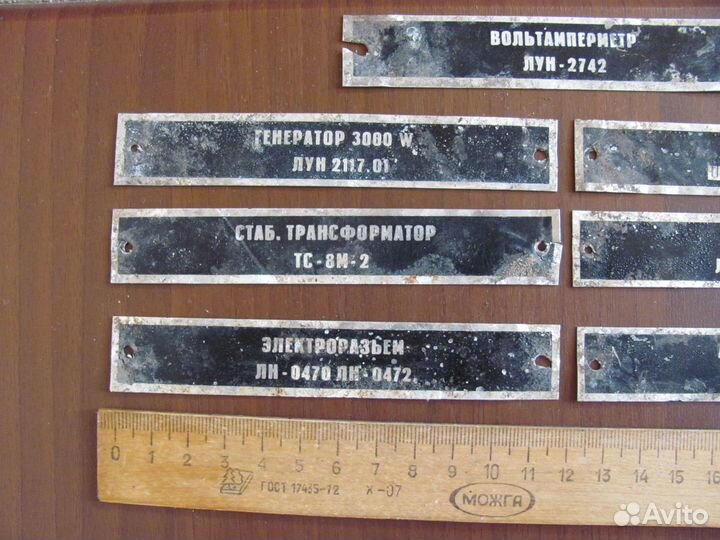 ВОЛЬТАМПЕРМЕТР
ЛУН-2742
ГЕНЕРАТОР 3000 W
ЛУН 2117.01
СТАБ. ТРАНСФОРМАТОР
ТС-8М-2
ЭЛЕКТРОРАЗЪЕМ
ЛН-0470 ЛН-0472
0 1 2 3 4 5 6 7 8 9 10 11 12 13 14 15 16
ГОСТ 17435-72 Х-07
МОЖГА
Avito